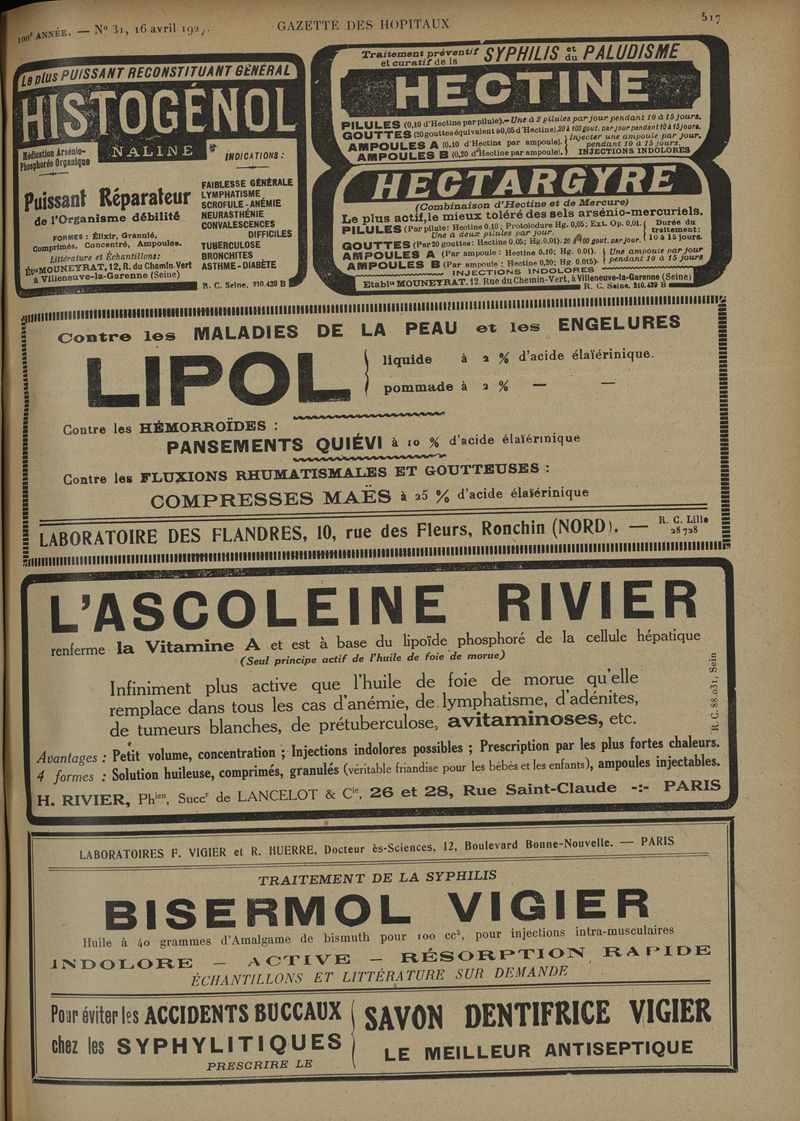 100e ANNÉE. — No 31, 16 avril 192
GAZETTE DES HOPITAUX
517
Le plus PUISSANT RECONSTITUANT GÉNÉRAL
HISTOGÉNOL
Médication Arsénio-
Phosphorée Organique
NALINE
INDICATIONS :
Puissant Réparateur
de l'Organisme débilité
FORMES : Élixir, Granulé,
Comprimés, Concentré, Ampoules.
Littérature et Échantillons:
Éts MOUNEYRAT, 12, R. du Chemin-Vert
à Villeneuve-la-Garenne (Seine)
FAIBLESSE GÉNÉRALE
LYMPHATISME
SCROFULE - ANÉMIE
NEURASTHÉNIE
CONVALESCENCES
DIFFICILES
TUBERCULOSE
BRONCHITES
ASTHME - DIABÈTE
R. C. Seine, 210.439 B
Traitement préventif et curatif de la SYPHILIS et du PALUDISME
HECTINE
PILULES (0,10 d'Hectine par pilule).- Une à 2 pilules par jour pendant 10 à 15 jours.
GOUTTES (20 gouttes équivalent à 0,05 d'Hectine) 20 à 100 gout. par jour pendant 10 à 15 jours.
AMPOULES A (0,10 d'Hectine par ampoule). } Injecter une ampoule par jour,
pendant 10 à 15 jours.
AMPOULES B (0,20 d'Hectine par ampoule). } INJECTIONS INDOLORES
HECTARGYRE
(Combinaison d'Hectine et de Mercure)
Le plus actif, le mieux toléré des sels arsénio-mercuriels.
PILULES (Par pilule: Hectine 0,10; Protoiodure Hg. 0,05; Ext. Op. 0,01.
Une à deux pilules par jour.
GOUTTES (Par 20 gouttes: Hectine 0,05; Hg. 0,01). 20 à 100 gout. par jour.
Durée du
traitement:
10 à 15 jours.
AMPOULES A (Par ampoule : Hectine 0,10; Hg. 0,01). } Une ampoule par jour
AMPOULES B (Par ampoule : Hectine 0,20; Hg. 0,015). } pendant 10 à 15 jours
INJECTIONS INDOLORES
Etablts MOUNEYRAT, 12, Rue du Chemin-Vert, à Villeneuve-la-Garenne (Seine)
R. C. Seine, 210.439 B
Contre les MALADIES DE LA PEAU et les ENGELURES
LIPOL
liquide à 2 % d'acide élaïérinique.
pommade à 2 % — —
Contre les HÉMORROÏDES :
PANSEMENTS QUIÉVI à 10 % d'acide élaïérinique
Contre les FLUXIONS RHUMATISMALES ET GOUTTEUSES :
COMPRESSES MAËS à 25 % d'acide élaïérinique
LABORATOIRE DES FLANDRES, 10, rue des Fleurs, Ronchin (NORD). — R. C. Lille
28 728
L'ASCOLEINE RIVIER
renferme la Vitamine A et est à base du lipoïde phosphoré de la cellule hépatique
(Seul principe actif de l'huile de foie de morue)
Infiniment plus active que l'huile de foie de morue qu'elle
remplace dans tous les cas d'anémie, de lymphatisme, d'adénites,
de tumeurs blanches, de prétuberculose, avitaminoses, etc.
R. C. 88.031, Sein
Avantages : Petit volume, concentration ; Injections indolores possibles ; Prescription par les plus fortes chaleurs.
4 formes : Solution huileuse, comprimés, granulés (véritable friandise pour les bébés et les enfants), ampoules injectables.
H. RIVIER, Phien, Succr de LANCELOT & Cie, 26 et 28, Rue Saint-Claude -:- PARIS
LABORATOIRES F. VIGIER et R. HUERRE, Docteur ès-Sciences, 12, Boulevard Bonne-Nouvelle. — PARIS
TRAITEMENT DE LA SYPHILIS
BISERMOL VIGIER
Huile à 40 grammes d'Amalgame de bismuth pour 100 cc3, pour injections intra-musculaires
INDOLORE — ACTIVE — RÉSORPTION RAPIDE
ÉCHANTILLONS ET LITTÉRATURE SUR DEMANDE
Pour éviter les ACCIDENTS BUCCAUX
chez les SYPHYLITIQUES
PRESCRIRE LE
SAVON DENTIFRICE VIGIER
LE MEILLEUR ANTISEPTIQUE